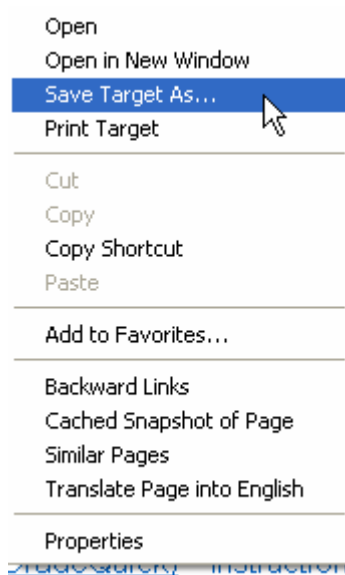 Open
Open in New Window
Save Target As...
Print Target
Cut
Copy
Copy Shortcut
Paste
Add to Favorites...
Backward Links
Cached Snapshot of Page
Similar Pages
Translate Page into English
Properties